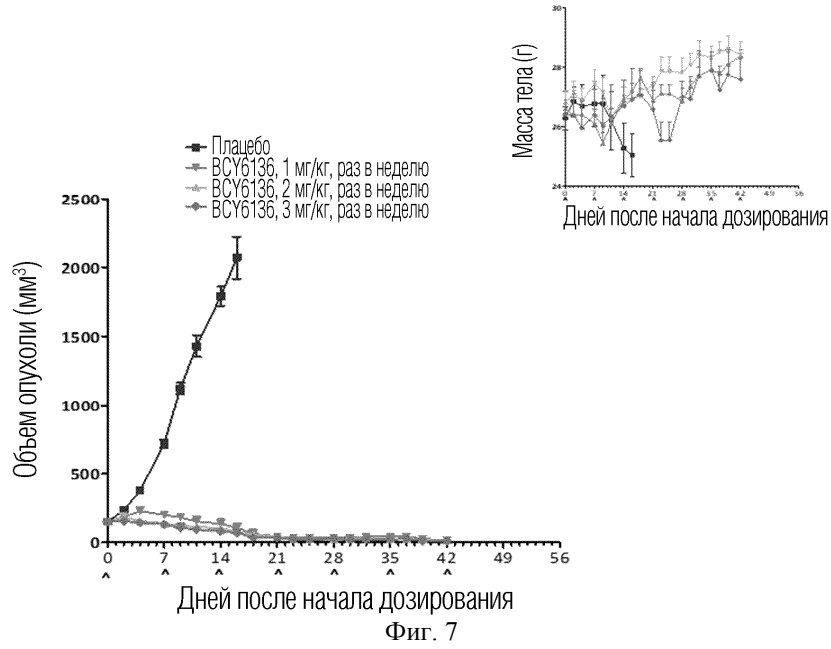 30
28
26
24
Масса тела (г)
0 7 14 21 28 35 42 49 56
^ ^ ^ ^ ^ ^ ^
Дней после начала дозирования
Плацебо
BCY6136, 1 мг/кг, раз в неделю
BCY6136, 2 мг/кг, раз в неделю
BCY6136, 3 мг/кг, раз в неделю
2500
2000
1500
1000
500
0
Объем опухоли (мм³)
0 7 14 21 28 35 42 49 56
^ ^ ^ ^ ^ ^ ^
Дней после начала дозирования
Фиг. 7